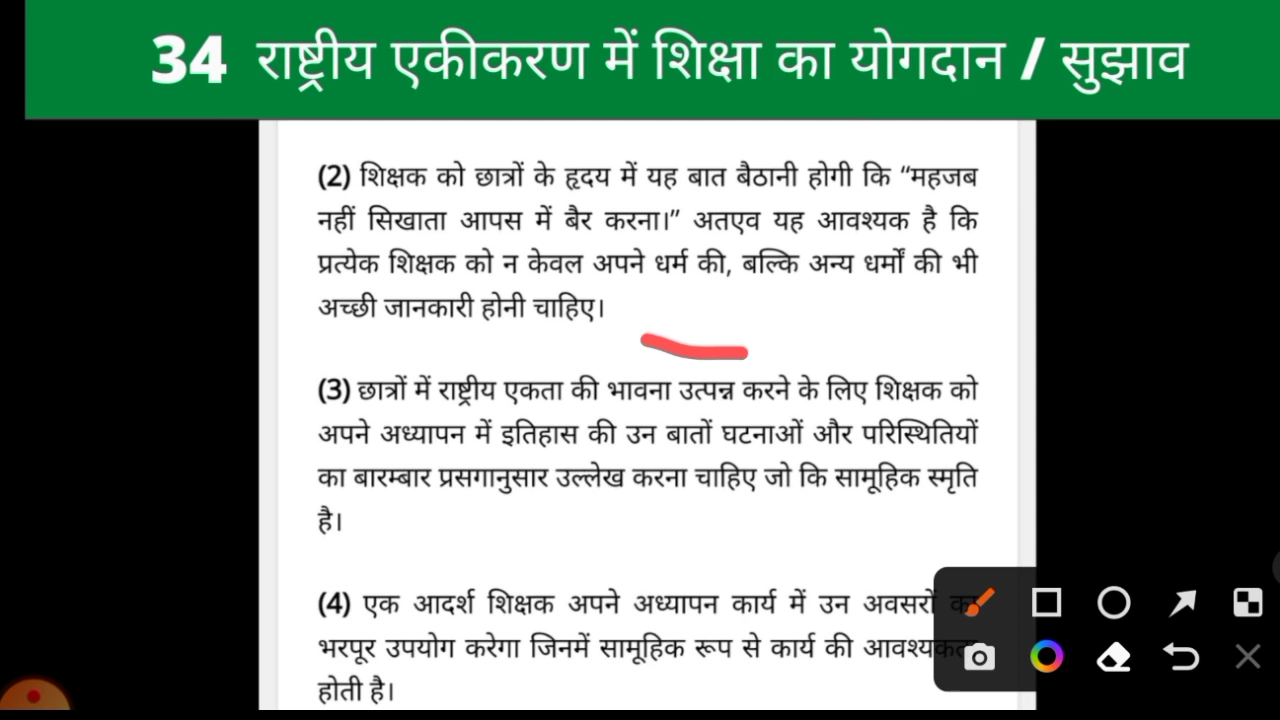 34 राष्ट्रीय एकीकरण में शिक्षा का योगदान / सुझाव
(2) शिक्षक को छात्रों के हृदय में यह बात बैठानी होगी कि “महजब
नहीं सिखाता आपस में बैर करना।” अतएव यह आवश्यक है कि
प्रत्येक शिक्षक को न केवल अपने धर्म की, बल्कि अन्य धर्मों की भी
अच्छी जानकारी होनी चाहिए।
(3) छात्रों में राष्ट्रीय एकता की भावना उत्पन्न करने के लिए शिक्षक को
अपने अध्यापन में इतिहास की उन बातों घटनाओं और परिस्थितियों
का बारम्बार प्रसगानुसार उल्लेख करना चाहिए जो कि सामूहिक स्मृति
है।
(4) एक आदर्श शिक्षक अपने अध्यापन कार्य में उन अवसरों का
भरपूर उपयोग करेगा जिनमें सामूहिक रूप से कार्य की आवश्यकता
होती है।